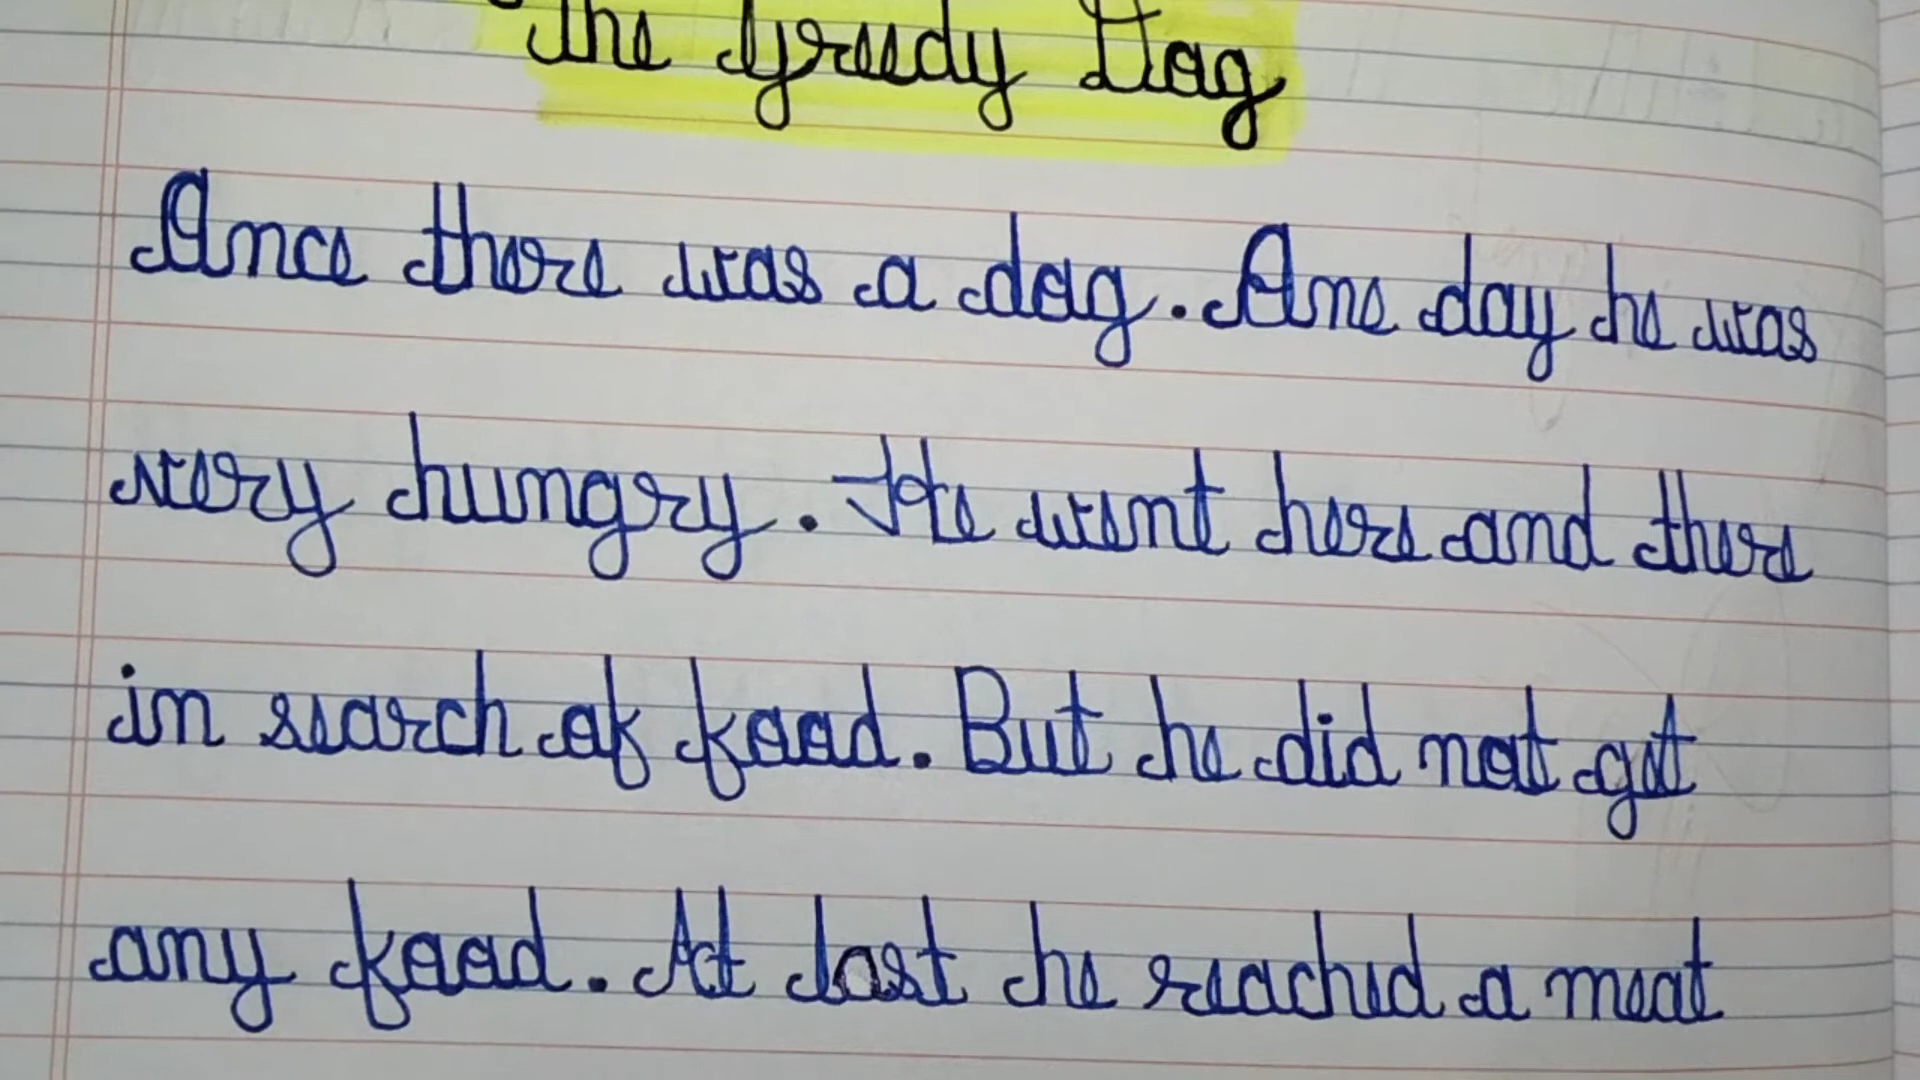 The Greedy Dog
Once there was a dog. One day he was
very hungry. He went here and there
in search of food. But he did not get
any food. At last he reached a meat